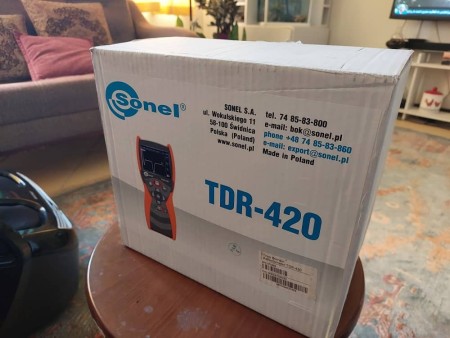 Sonel®
SONEL S.A.
ul. Wokulskiego 11
58-100 Świdnica
Polska (Poland)
www.sonel.pl
tel. 74 85-83-800
e-mail: bok@sonel.pl
phone +48 74 85-83-860
e-mail: export@sonel.pl
Made in Poland
TDR-420